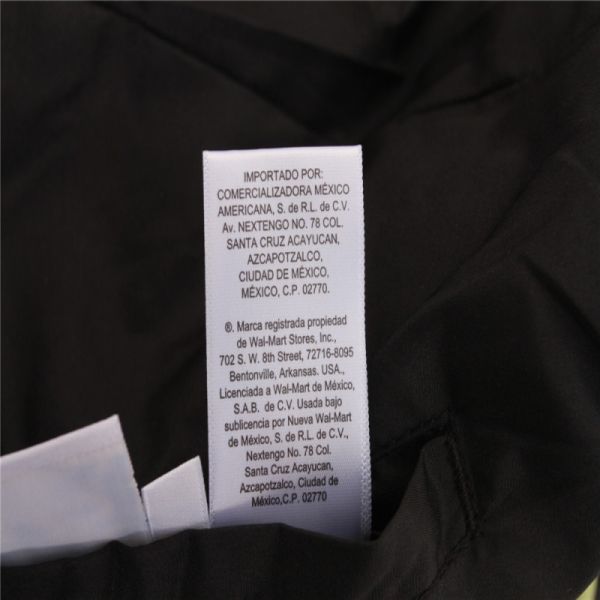 IMPORTADO POR:
COMERCIALIZADORA MÉXICO
AMERICANA, S. de R.L. de C.V.
Av. NEXTENGO No. 78 COL.
SANTA CRUZ ACAYUCAN,
AZCAPOTZALCO,
CIUDAD DE MÉXICO,
MÉXICO, C.P. 02770.
®. Marca registrada propiedad
de Wal-Mart Stores, Inc.,
702 S. W. 8th Street, 72716-8095
Bentonville, Arkansas. USA.,
Licenciada a Wal-Mart de México,
S.A.B. de C.V. Usada bajo
sublicencia por Nueva Wal-Mart
de México, S. de R.L. de C.V.,
Nextengo No. 78 Col.
Santa Cruz Acayucan,
Azcapotzalco, Ciudad de
México, C.P. 02770